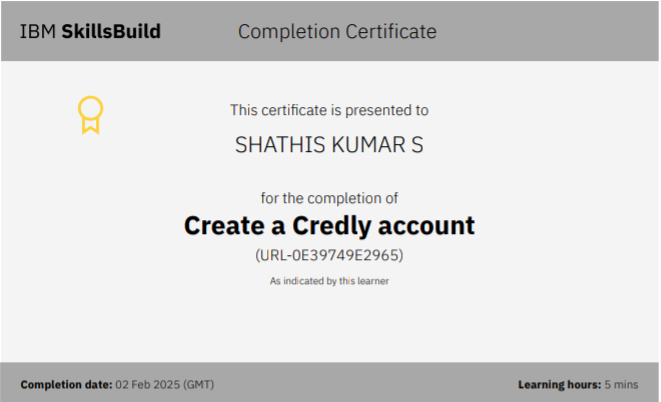 IBM SkillsBuild Completion Certificate
This certificate is presented to
SHATHIS KUMAR S
for the completion of
Create a Credly account
(URL-0E39749E2965)
As indicated by this learner
Completion date: 02 Feb 2025 (GMT) Learning hours: 5 mins